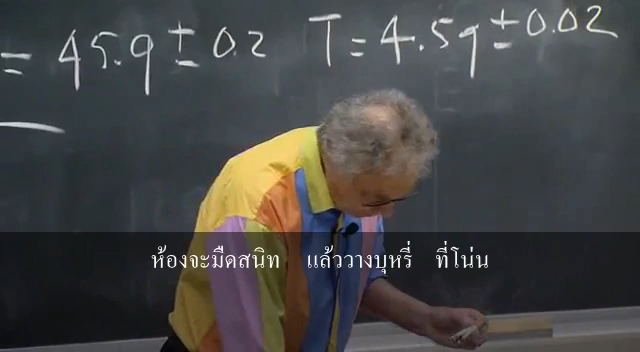 = 45.9 ± 0.2 T = 4.59 ± 0.02
ห้องจะมืดสนิท แล้ววางบุหรี่ ที่โน่น